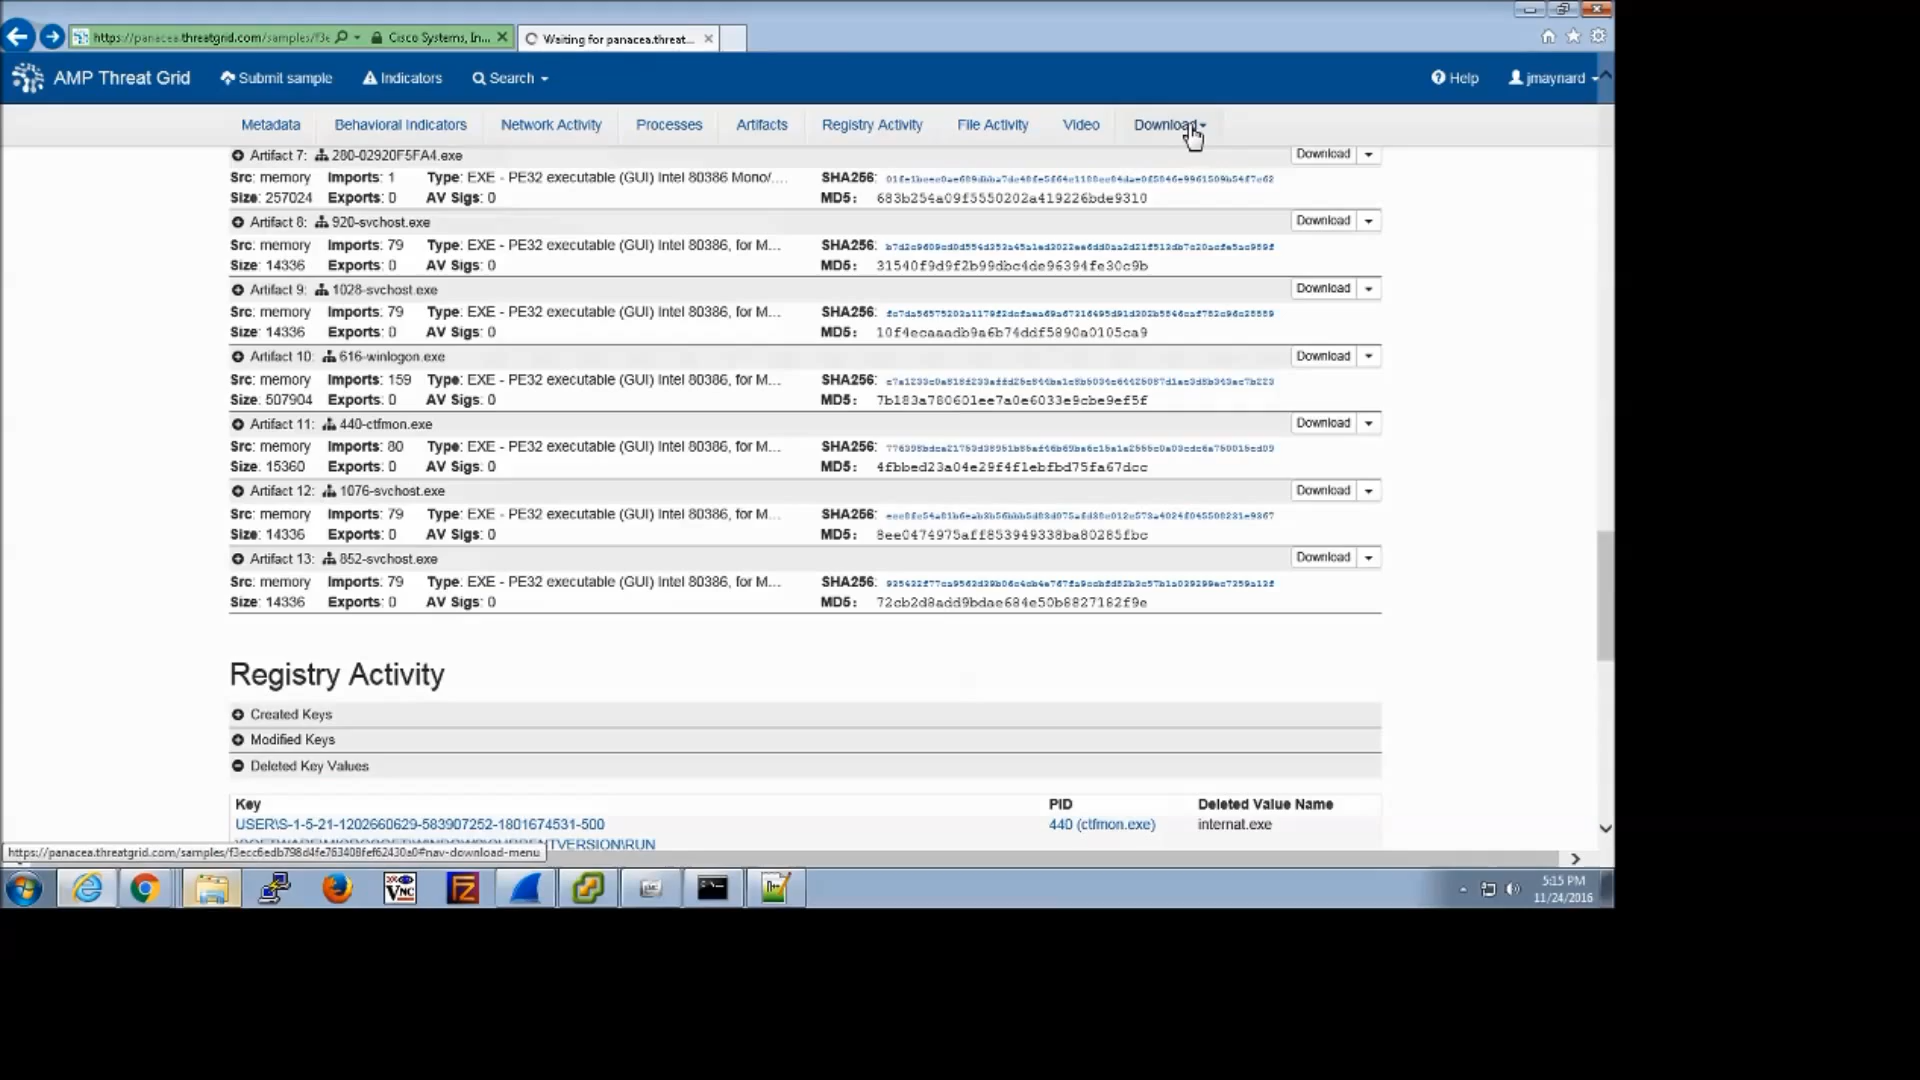 https://panacea.threatgrid.com/samples/f3e
Cisco Systems, In...
Waiting for panacea.threat...
AMP Threat Grid
Submit sample
Indicators
Search
Help
jmaynard
Metadata
Behavioral Indicators
Network Activity
Processes
Artifacts
Registry Activity
File Activity
Video
Download
Artifact 7: 280-02920F5FA4.exe Download
Src: memory Imports: 1 Type: EXE - PE32 executable (GUI) Intel 80386 Mono/.... SHA256:
Size: 257024 Exports: 0 AV Sigs: 0 MD5: 683b254a09f5550202a419226bde9310
Artifact 8: 920-svchost.exe Download
Src: memory Imports: 79 Type: EXE - PE32 executable (GUI) Intel 80386, for M... SHA256:
Size: 14336 Exports: 0 AV Sigs: 0 MD5: 31540f9d9f2b99dbc4de96394fe30c9b
Artifact 9: 1028-svchost.exe Download
Src: memory Imports: 79 Type: EXE - PE32 executable (GUI) Intel 80386, for M... SHA256:
Size: 14336 Exports: 0 AV Sigs: 0 MD5: 10f4ecaaadb9a6b74ddf5890a0105ca9
Artifact 10: 616-winlogon.exe Download
Src: memory Imports: 159 Type: EXE - PE32 executable (GUI) Intel 80386, for M... SHA256:
Size: 507904 Exports: 0 AV Sigs: 0 MD5: 7b183a780601ee7a0e6033e9cbe9ef5f
Artifact 11: 440-ctfmon.exe Download
Src: memory Imports: 80 Type: EXE - PE32 executable (GUI) Intel 80386, for M... SHA256:
Size: 15360 Exports: 0 AV Sigs: 0 MD5: 4fbbed23a04e29f4f1ebfbd75fa67dcc
Artifact 12: 1076-svchost.exe Download
Src: memory Imports: 79 Type: EXE - PE32 executable (GUI) Intel 80386, for M... SHA256:
Size: 14336 Exports: 0 AV Sigs: 0 MD5: 8ee0474975aff853949338ba80285fbc
Artifact 13: 852-svchost.exe Download
Src: memory Imports: 79 Type: EXE - PE32 executable (GUI) Intel 80386, for M... SHA256:
Size: 14336 Exports: 0 AV Sigs: 0 MD5: 72cb2d8add9bdae684e50b8827182f9e
Registry Activity
Created Keys
Modified Keys
Deleted Key Values
Key PID Deleted Value Name
USER\S-1-5-21-1202660629-583907252-1801674531-500 440 (ctfmon.exe) internat.exe
\SOFTWARE\MICROSOFT\WINDOWS\CURRENTVERSION\RUN
https://panacea.threatgrid.com/samples/f3ecc6edb798d4fe763408fef62430a0#nav-download-menu
5:15 PM
11/24/2016